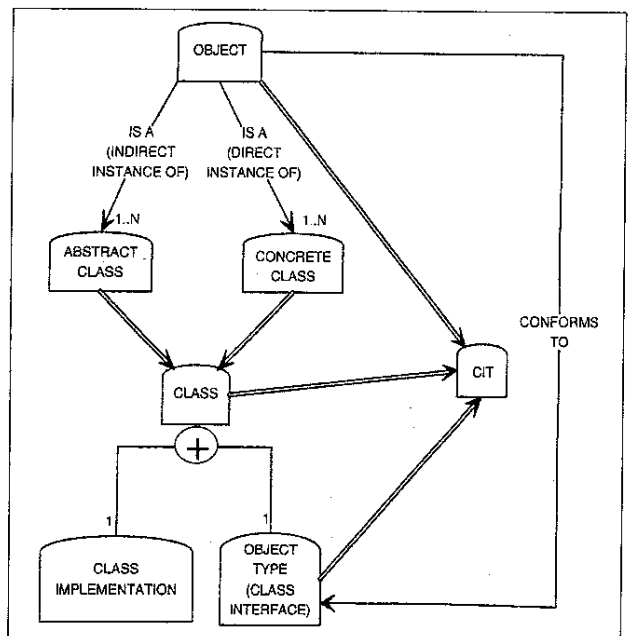 OBJECT
IS A
(INDIRECT
INSTANCE OF)
IS A
(DIRECT
INSTANCE OF)
1..N
1..N
ABSTRACT
CLASS
CONCRETE
CLASS
CONFORMS
TO
CLASS
CIT
+
1
1
CLASS
IMPLEMENTATION
OBJECT
TYPE
(CLASS
INTERFACE)